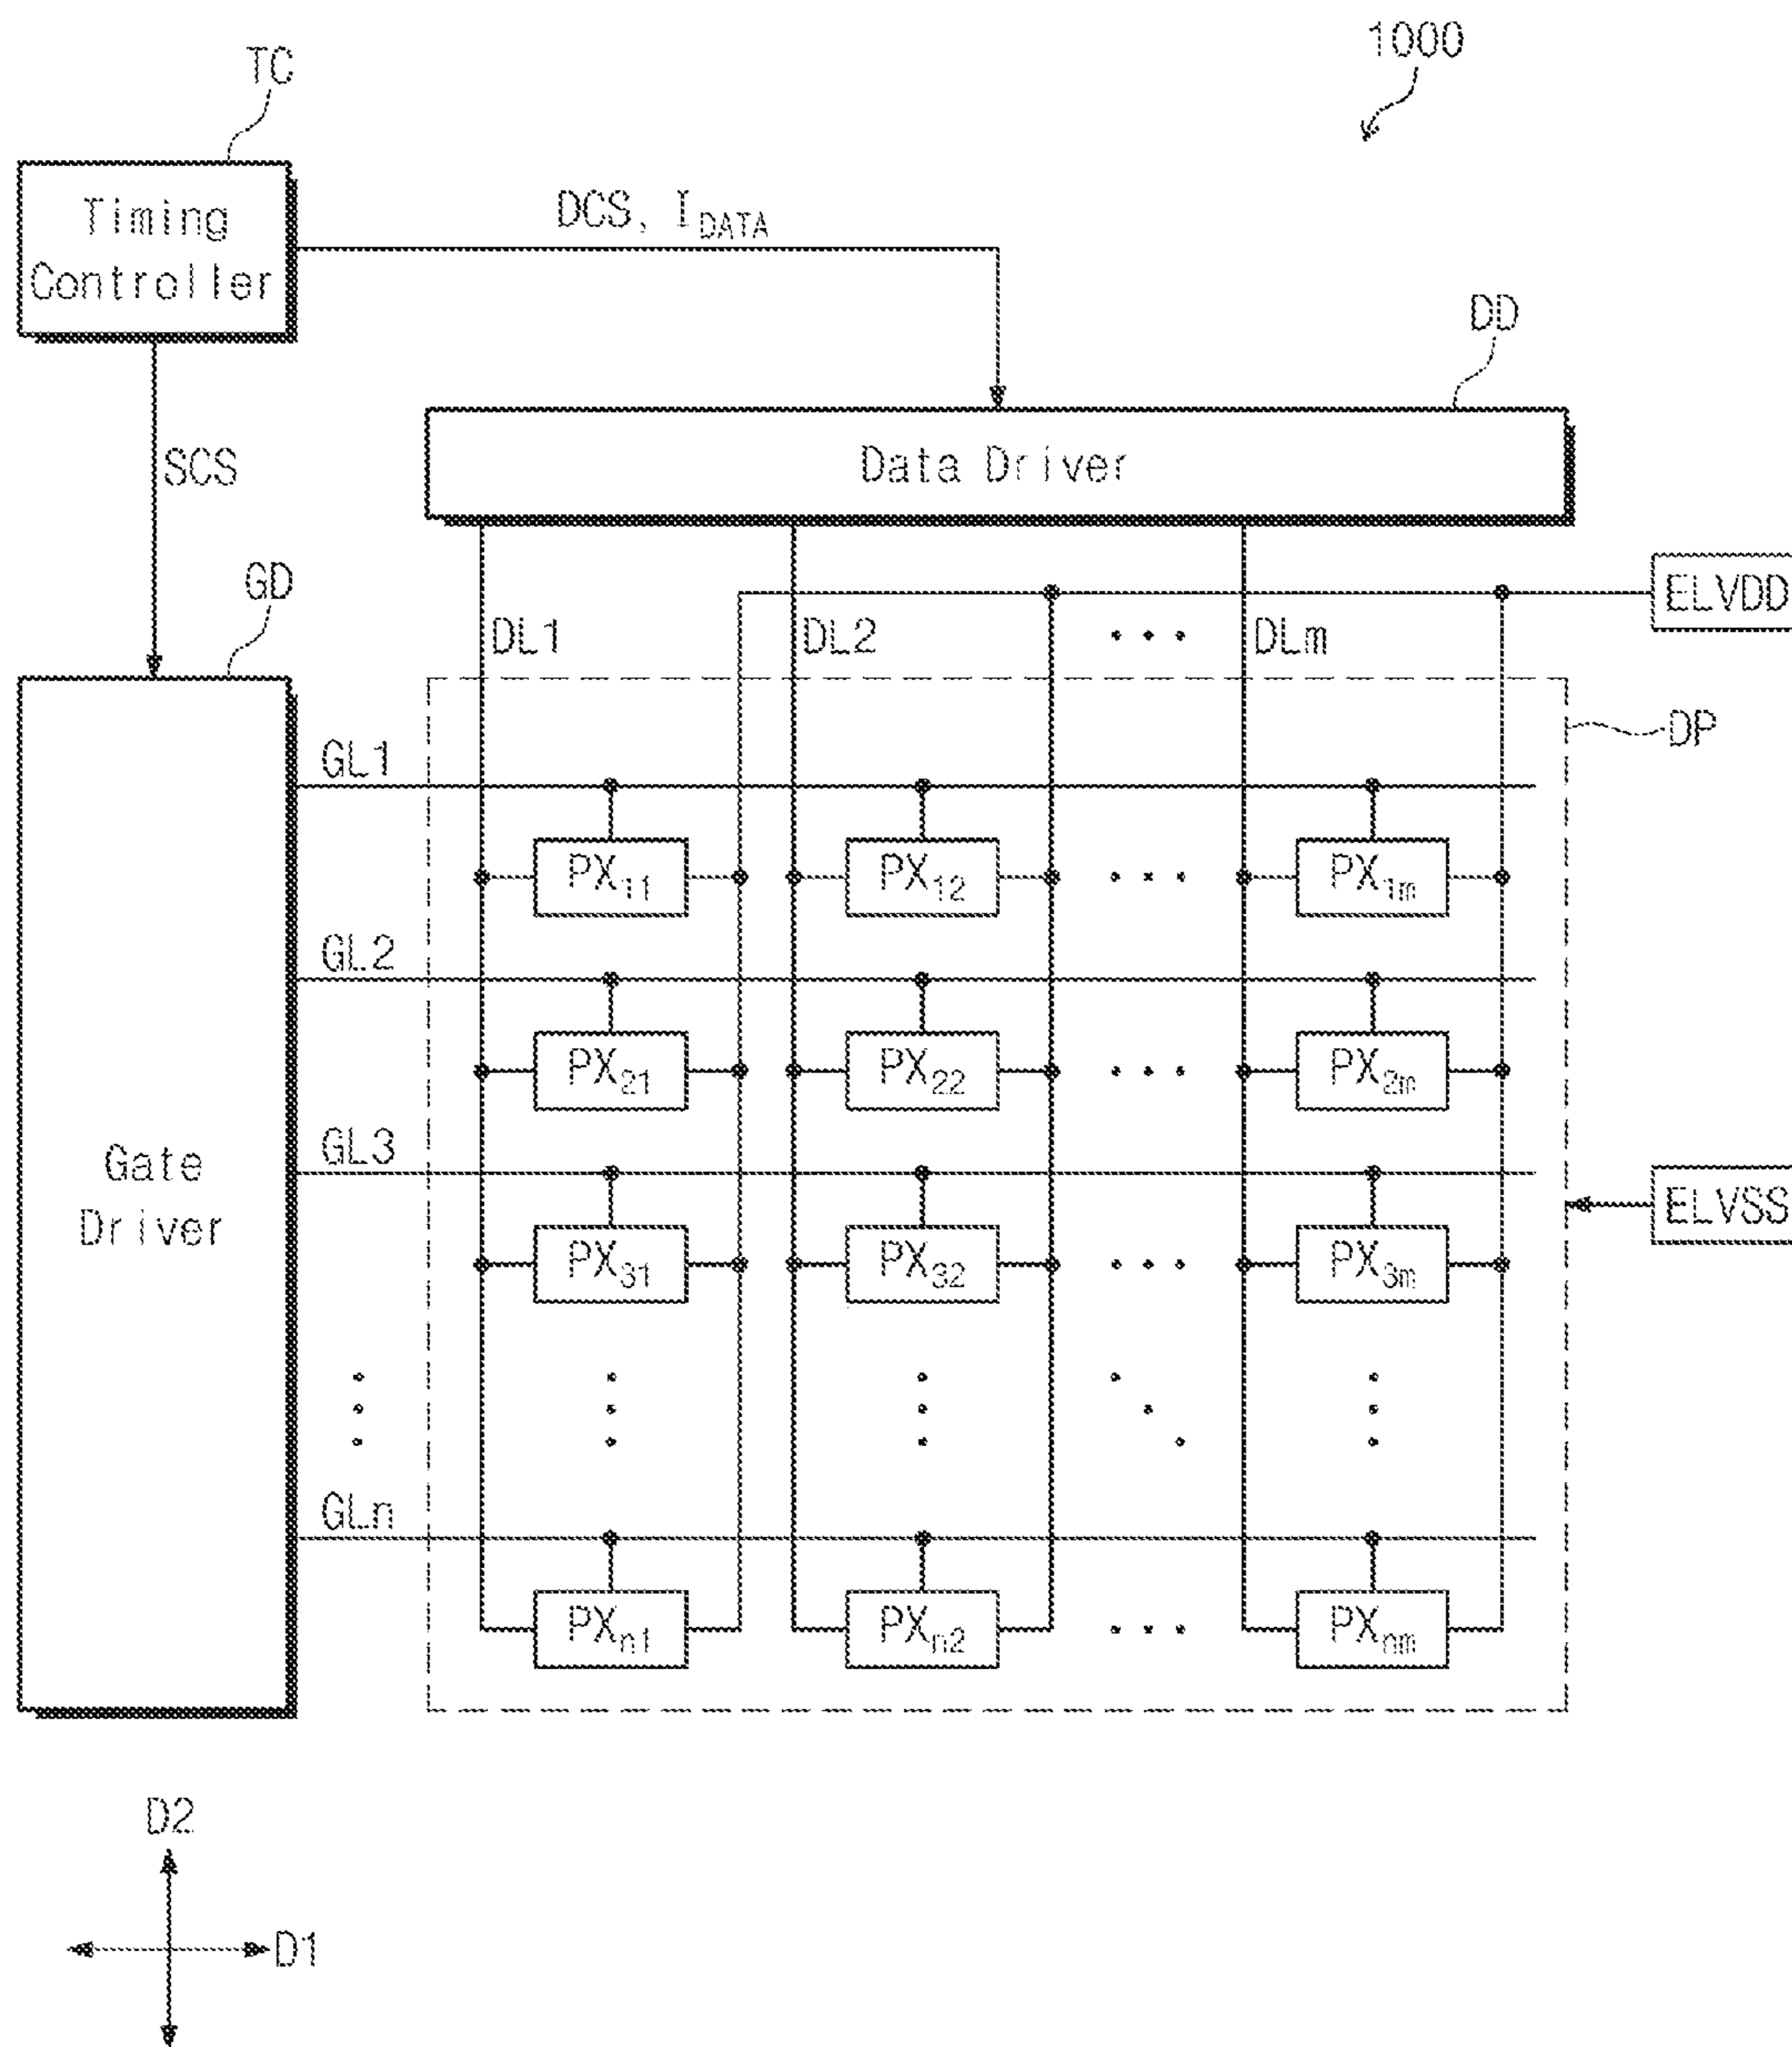 1000
TC
Timing
Controller
DCS, I_DATA
DD
Data Driver
SCS
GD
ELVDD
DL1 DL2 ... DLm
DP
GL1
PX11 PX12 ... PX1m
GL2
PX21 PX22 ... PX2m
GL3
Gate
Driver
ELVSS
PX31 PX32 ... PX3m
GLn
PXn1 PXn2 ... PXnm
D2
D1